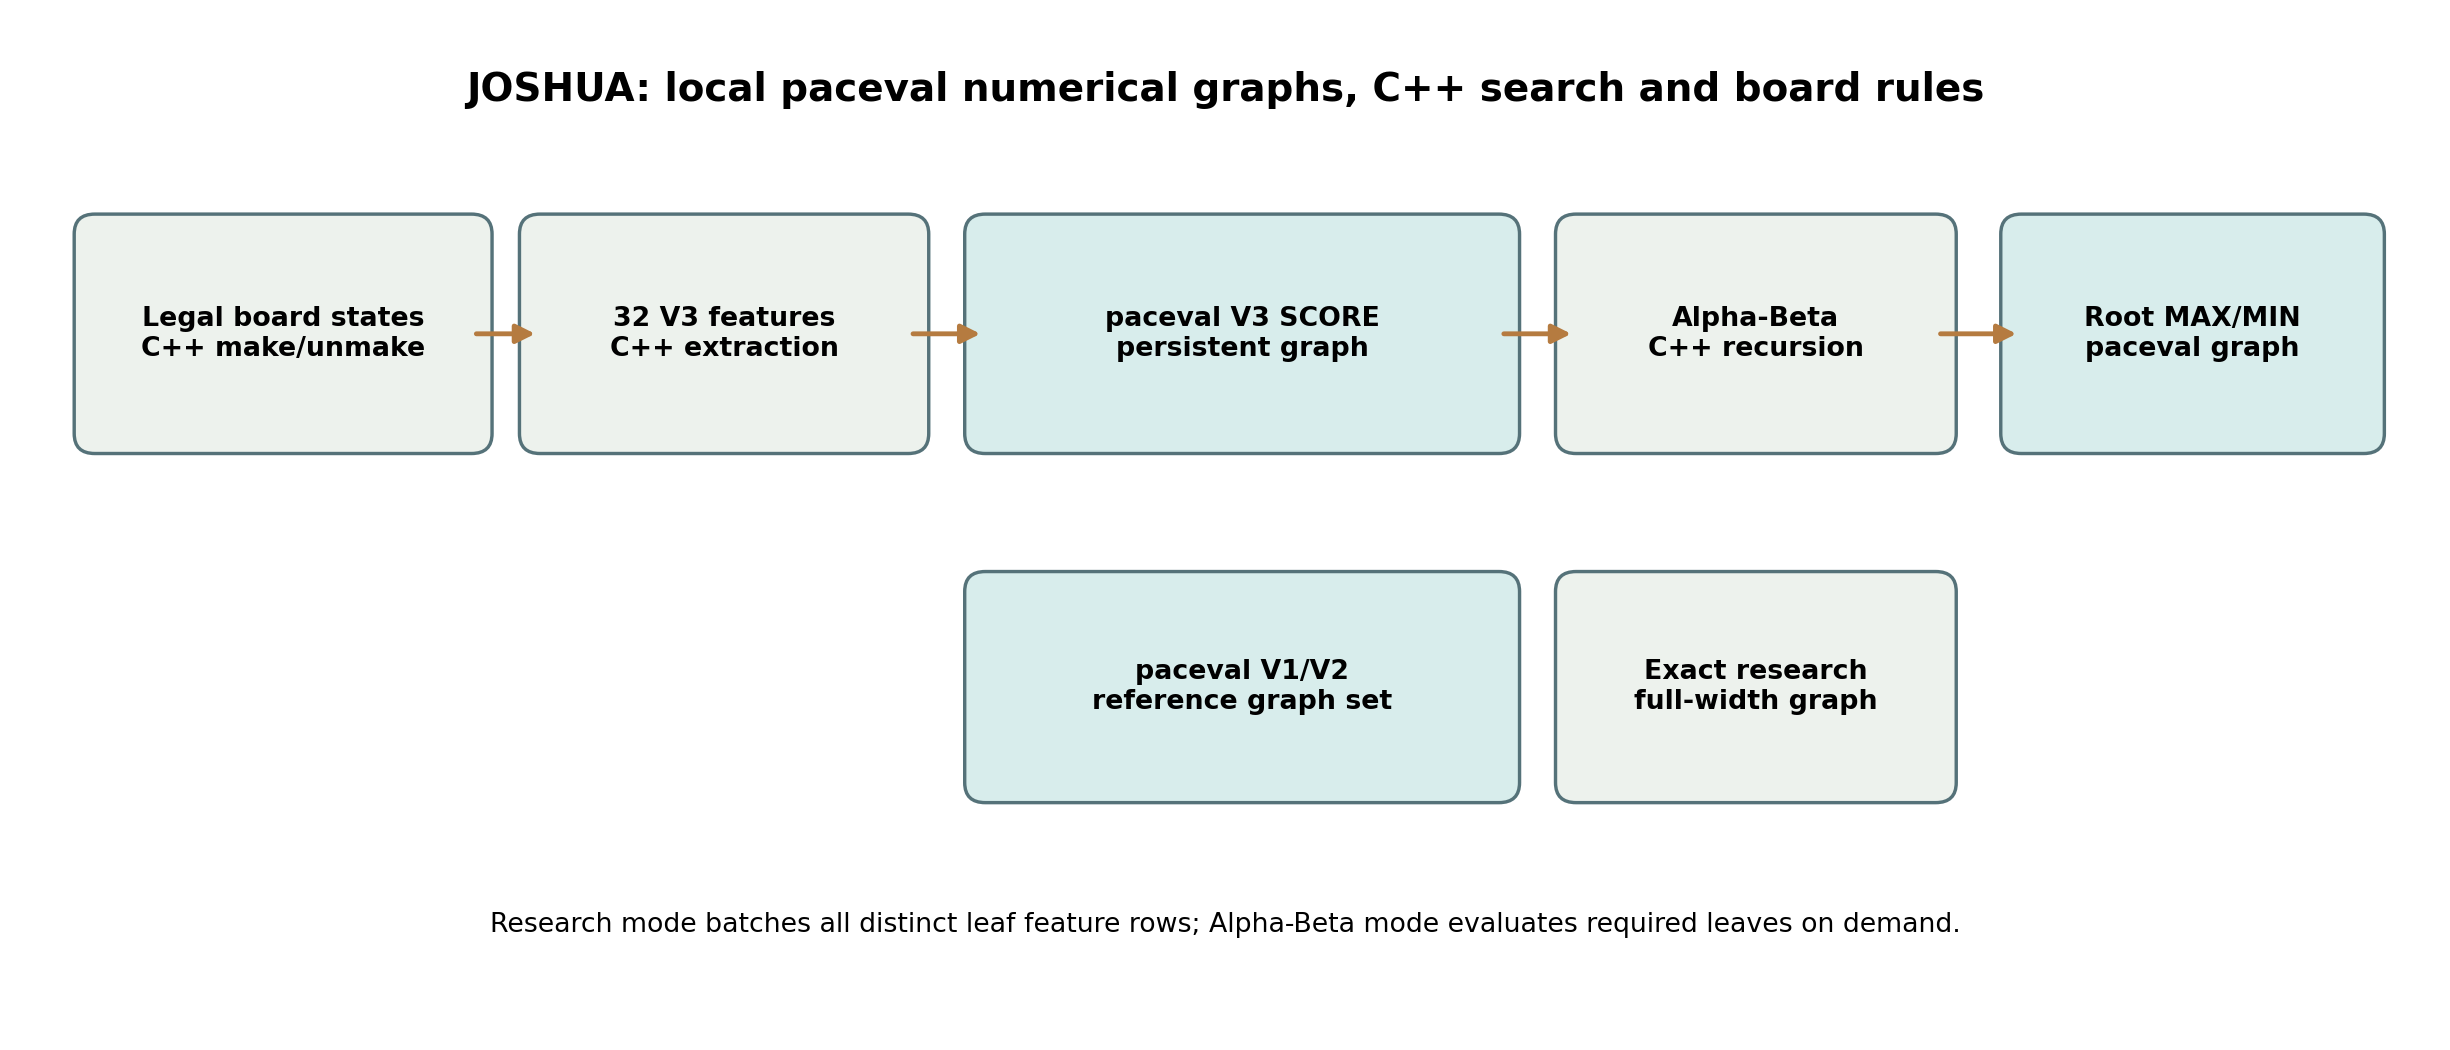 JOSHUA: local paceval numerical graphs, C++ search and board rules
Legal board states
C++ make/unmake
32 V3 features
C++ extraction
paceval V3 SCORE
persistent graph
Alpha-Beta
C++ recursion
Root MAX/MIN
paceval graph
paceval V1/V2
reference graph set
Exact research
full-width graph
Research mode batches all distinct leaf feature rows; Alpha-Beta mode evaluates required leaves on demand.